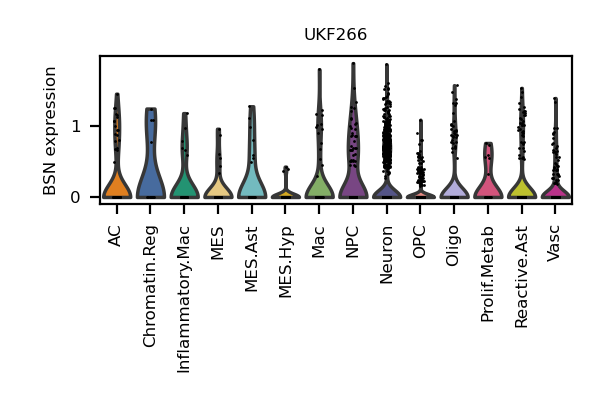 UKF266
BSN expression
1
0
AC
Chromatin.Reg
Inflammatory.Mac
MES
MES.Ast
MES.Hyp
Mac
NPC
Neuron
OPC
Oligo
Prolif.Metab
Reactive.Ast
Vasc